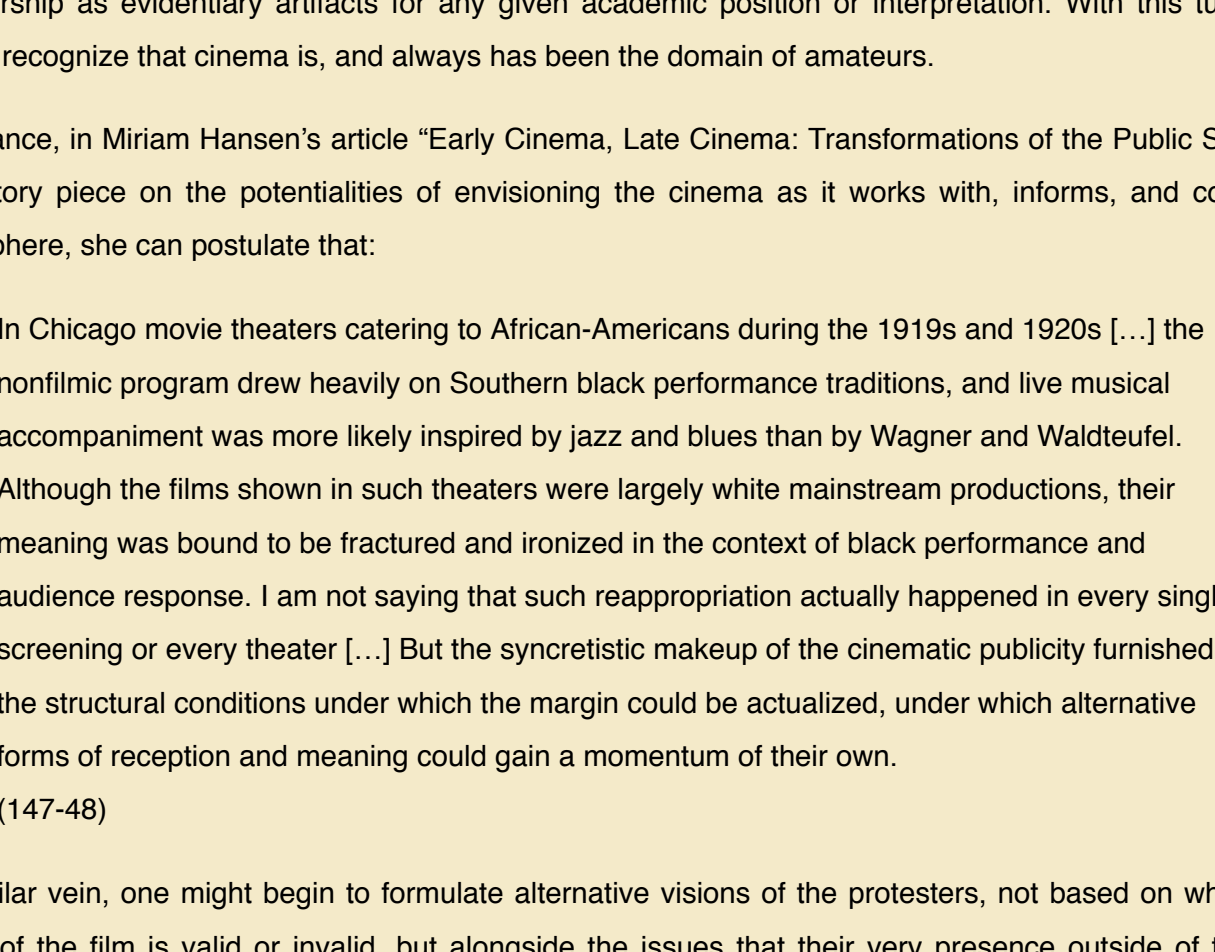 rship as evidentiary artifacts for any given academic position or interpretation. With this tu
recognize that cinema is, and always has been the domain of amateurs.
ance, in Miriam Hansen’s article “Early Cinema, Late Cinema: Transformations of the Public S
tory piece on the potentialities of envisioning the cinema as it works with, informs, and co
phere, she can postulate that:
In Chicago movie theaters catering to African-Americans during the 1919s and 1920s […] the
nonfilmic program drew heavily on Southern black performance traditions, and live musical
accompaniment was more likely inspired by jazz and blues than by Wagner and Waldteufel.
Although the films shown in such theaters were largely white mainstream productions, their
meaning was bound to be fractured and ironized in the context of black performance and
audience response. I am not saying that such reappropriation actually happened in every singl
screening or every theater […] But the syncretistic makeup of the cinematic publicity furnished
the structural conditions under which the margin could be actualized, under which alternative
forms of reception and meaning could gain a momentum of their own.
(147-48)
ilar vein, one might begin to formulate alternative visions of the protesters, not based on wh
of the film is valid or invalid, but alongside the issues that their very presence outside of t